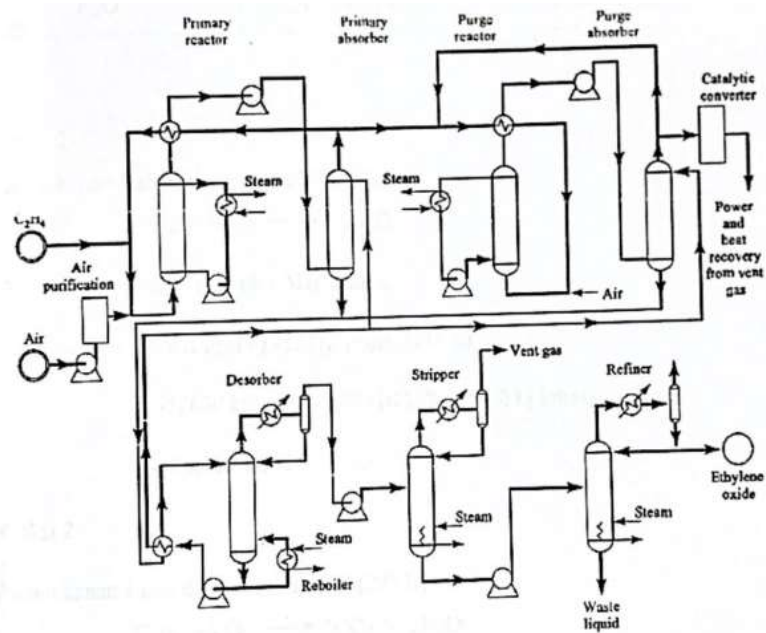 Primary
reactor
Primary
absorber
Purge
reactor
Purge
absorber
Catalytic
converter
Steam
Steam
C₂H₄
Air
purification
Power
and
heat
recovery
from vent
gas
Air
Air
Desorber
Stripper
Vent gas
Refiner
Ethylene
oxide
Steam
Reboiler
Steam
Steam
Waste
liquid